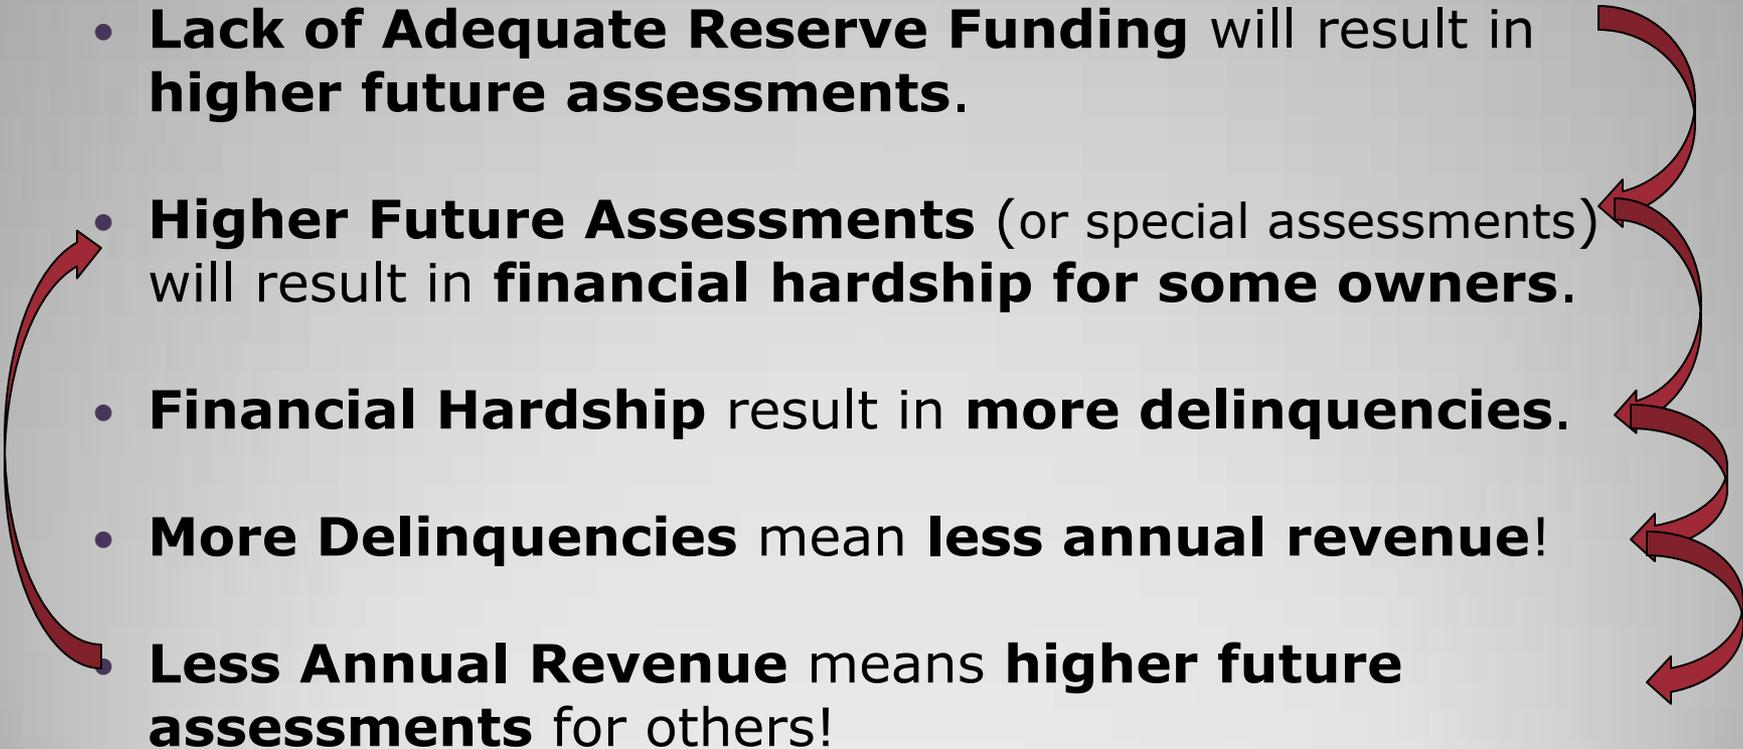 • Lack of Adequate Reserve Funding will result in
higher future assessments.
• Higher Future Assessments (or special assessments)
will result in financial hardship for some owners.
• Financial Hardship result in more delinquencies.
• More Delinquencies mean less annual revenue!
• Less Annual Revenue means higher future
assessments for others!